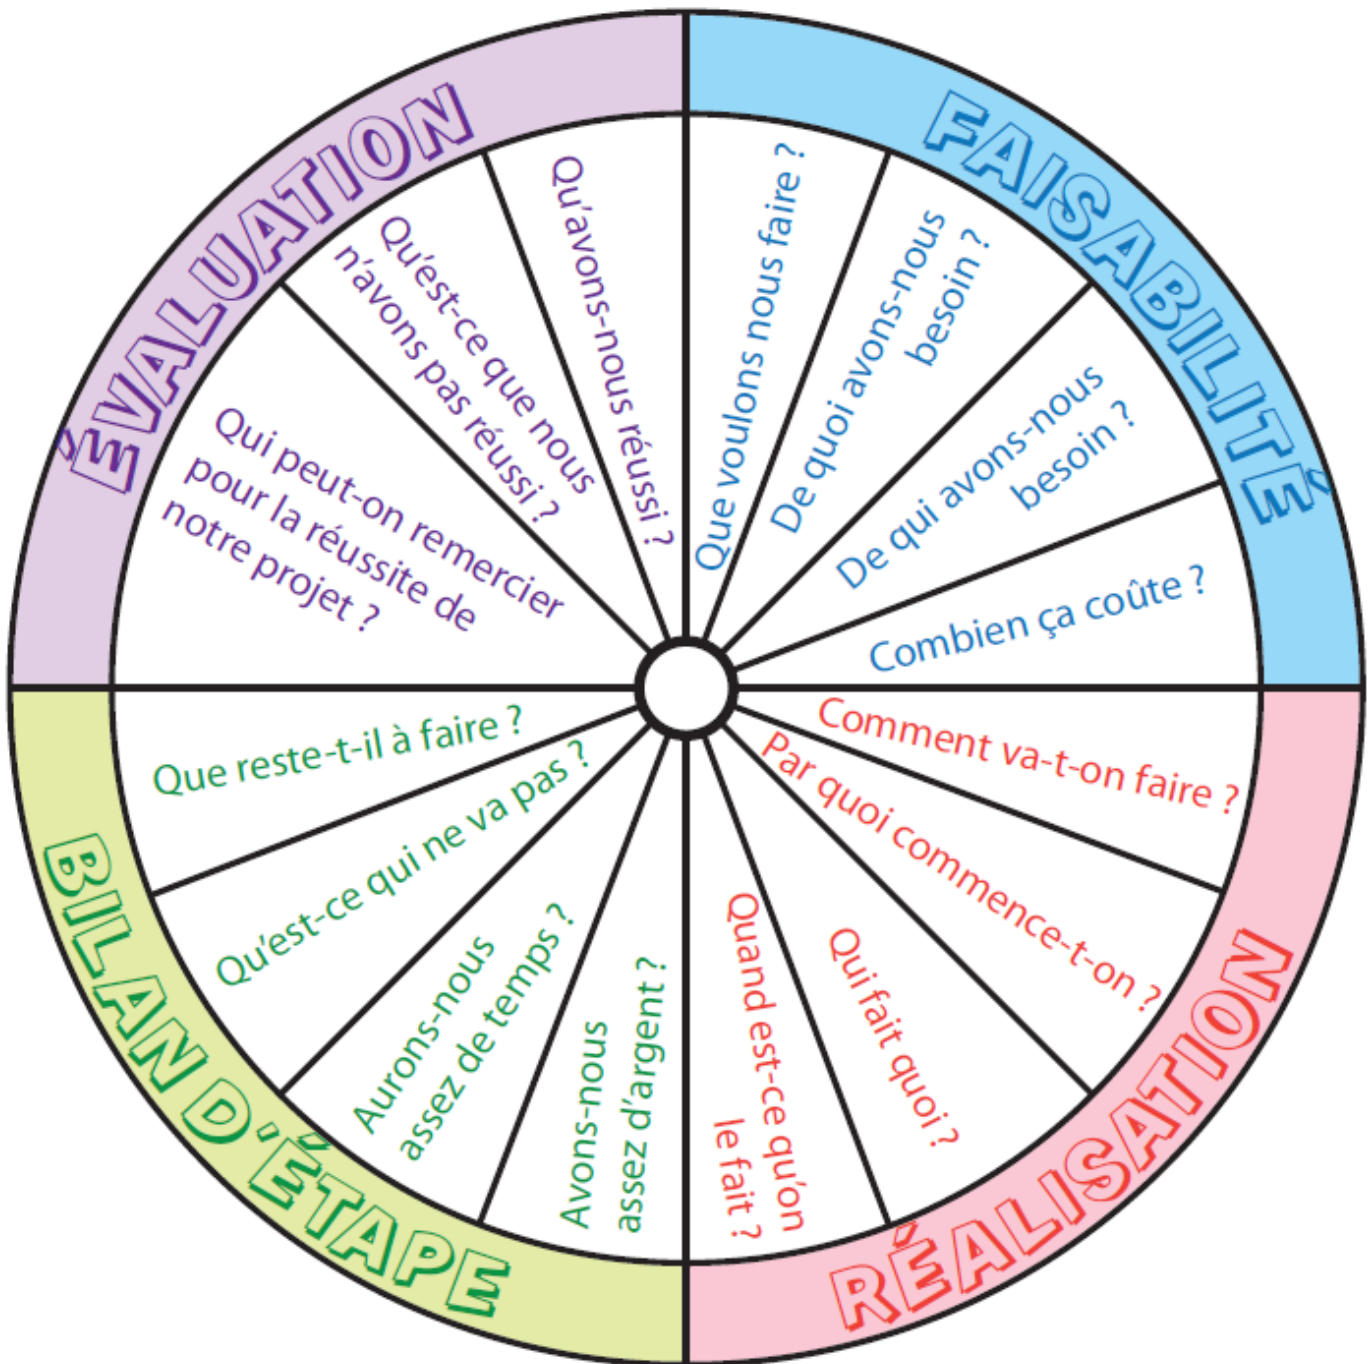 FAISABILITÉ
Que voulons nous faire ?
De quoi avons-nous
besoin ?
De qui avons-nous
besoin ?
Combien ça coûte ?
RÉALISATION
Comment va-t-on faire ?
Par quoi commence-t-on ?
Qui fait quoi ?
Quand est-ce qu'on
le fait ?
BILAN D'ÉTAPE
Avons-nous
assez d'argent ?
Aurons-nous
assez de temps ?
Qu'est-ce qui ne va pas ?
Que reste-t-il à faire ?
ÉVALUATION
Qui peut-on remercier
pour la réussite de
notre projet ?
Qu'est-ce que nous
n'avons pas réussi ?
Qu'avons-nous réussi ?